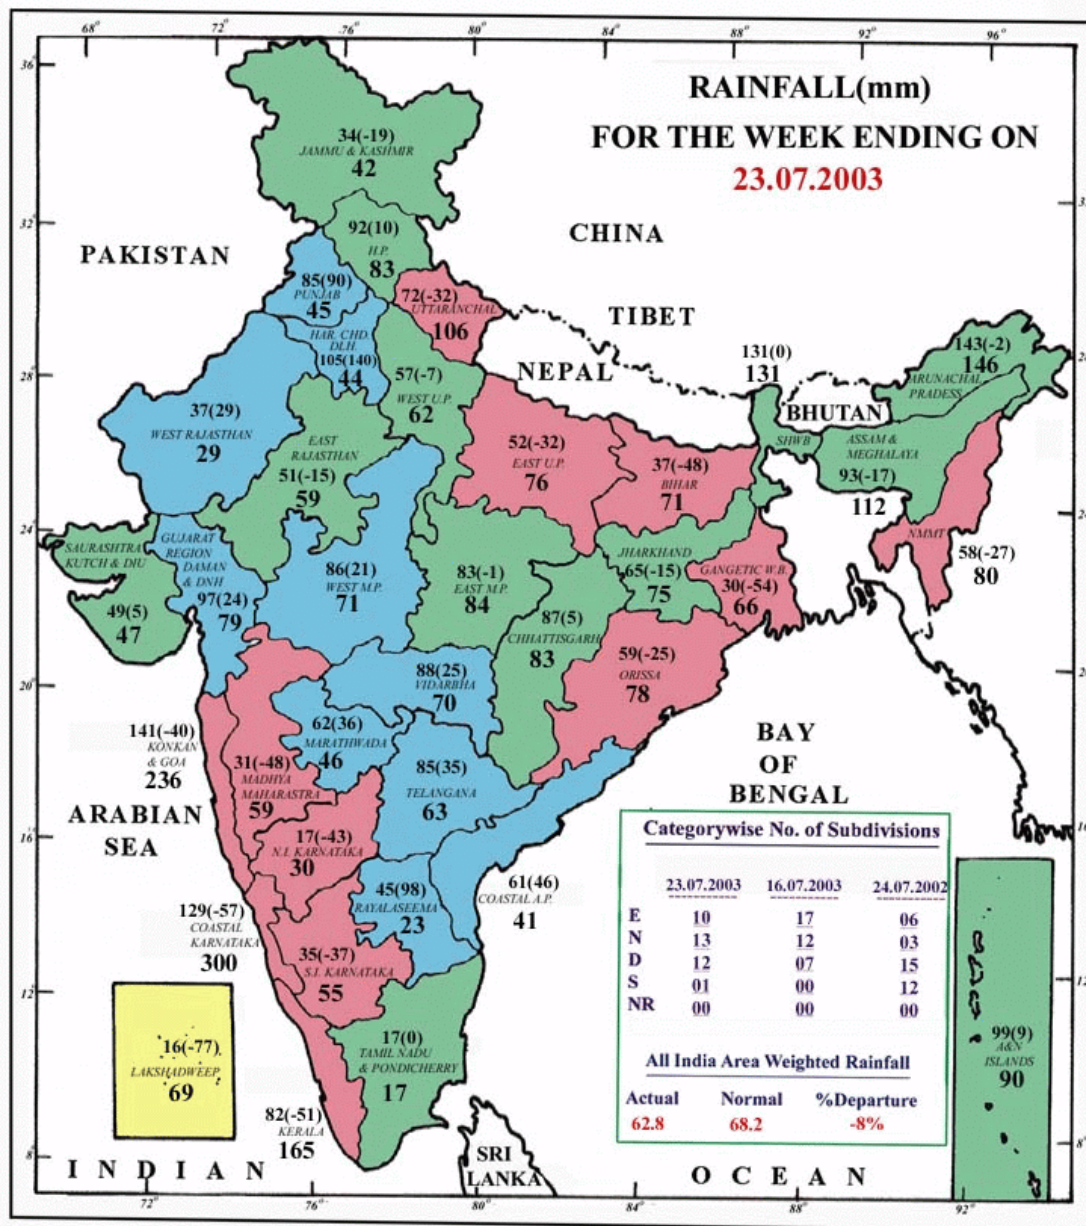 68° 72° 76° 80° 84° 88° 92° 96°
RAINFALL(mm)
FOR THE WEEK ENDING ON
23.07.2003
36°
32°
28°
24°
20°
16°
12°
8°
34(-19)
JAMMU & KASHMIR
42
92(10)
H.P.
83
PAKISTAN
CHINA
TIBET
NEPAL
BHUTAN
85(90)
PUNJAB
45
72(-32)
UTTARANCHAL
106
HAR. CHD.
DLH.
105(140)
44
57(-7)
WEST U.P.
62
37(29)
WEST RAJASTHAN
29
EAST
RAJASTHAN
51(-15)
59
52(-32)
EAST U.P.
76
37(-48)
BIHAR
71
131(0)
131
SHWB
143(-2)
146
ARUNACHAL
PRADESS
ASSAM &
MEGHALAYA
93(-17)
112
NMMT
58(-27)
80
SAURASHTRA
KUTCH & DIU
49(5)
47
GUJARAT
REGION
DAMAN
& DNH
97(24)
79
86(21)
WEST M.P.
71
83(-1)
EAST M.P.
84
JHARKHAND
65(-15)
75
GANGETIC W.B.
30(-54)
66
87(5)
CHHATTISGARH
83
59(-25)
ORISSA
78
88(25)
VIDARBHA
70
62(36)
MARATHWADA
46
141(-40)
KONKAN
& GOA
236
31(-48)
MADHYA
MAHARASTRA
59
85(35)
TELANGANA
63
ARABIAN
SEA
BAY
OF
BENGAL
17(-43)
N.I. KARNATAKA
30
45(98)
RAYALASEEMA
23
61(46)
COASTAL A.P.
41
129(-57)
COASTAL
KARNATAKA
300
35(-37)
S.I. KARNATAKA
55
16(-77)
LAKSHADWEEP
69
17(0)
TAMIL NADU
& PONDICHERRY
17
82(-51)
KERALA
165
99(9)
A&N
ISLANDS
90
Categorywise No. of Subdivisions
23.07.2003 16.07.2003 24.07.2002
E 10 17 06
N 13 12 03
D 12 07 15
S 01 00 12
NR 00 00 00
All India Area Weighted Rainfall
Actual Normal %Departure
62.8 68.2 -8%
SRI
LANKA
INDIAN OCEAN
72° 76° 80° 84° 88° 92°